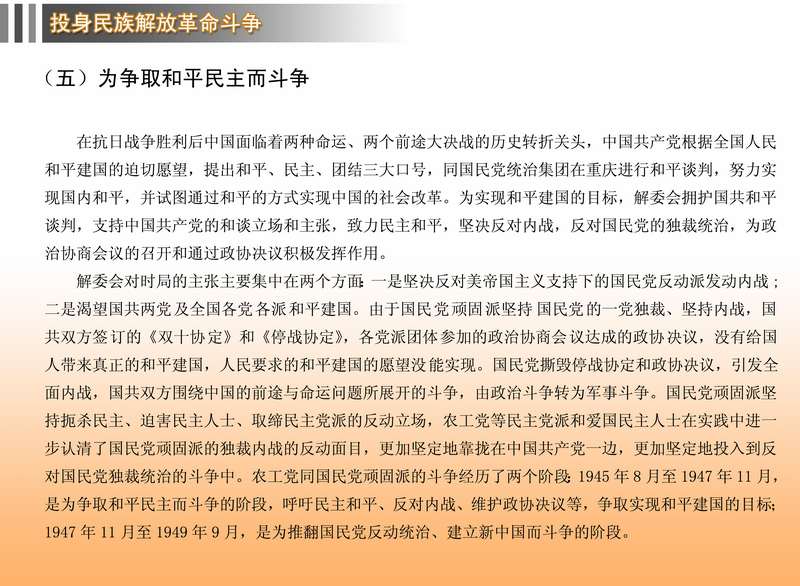 投身民族解放革命斗争
（五）为争取和平民主而斗争
在抗日战争胜利后中国面临着两种命运、两个前途大决战的历史转折关头，中国共产党根据全国人民
和平建国的迫切愿望，提出和平、民主、团结三大口号，同国民党统治集团在重庆进行和平谈判，努力实
现国内和平，并试图通过和平的方式实现中国的社会改革。为实现和平建国的目标，解委会拥护国共和平
谈判，支持中国共产党的和谈立场和主张，致力民主和平，坚决反对内战，反对国民党的独裁统治，为政
治协商会议的召开和通过政协决议积极发挥作用。
解委会对时局的主张主要集中在两个方面：一是坚决反对美帝国主义支持下的国民党反动派发动内战；
二是渴望国共两党及全国各党各派和平建国。由于国民党顽固派坚持国民党的一党独裁、坚持内战，国
共双方签订的《双十协定》和《停战协定》，各党派团体参加的政治协商会议达成的政协决议，没有给国
人带来真正的和平建国，人民要求的和平建国的愿望没能实现。国民党撕毁停战协定和政协决议，引发全
面内战，国共双方围绕中国的前途与命运问题所展开的斗争，由政治斗争转为军事斗争。国民党顽固派坚
持扼杀民主、迫害民主人士、取缔民主党派的反动立场，农工党等民主党派和爱国民主人士在实践中进一
步认清了国民党顽固派的独裁内战的反动面目，更加坚定地靠拢在中国共产党一边，更加坚定地投入到反
对国民党独裁统治的斗争中。农工党同国民党顽固派的斗争经历了两个阶段：1945 年 8 月至 1947 年 11 月，
是为争取和平民主而斗争的阶段，呼吁民主和平、反对内战、维护政协决议等，争取实现和平建国的目标；
1947 年 11 月至 1949 年 9 月，是为推翻国民党反动统治、建立新中国而斗争的阶段。